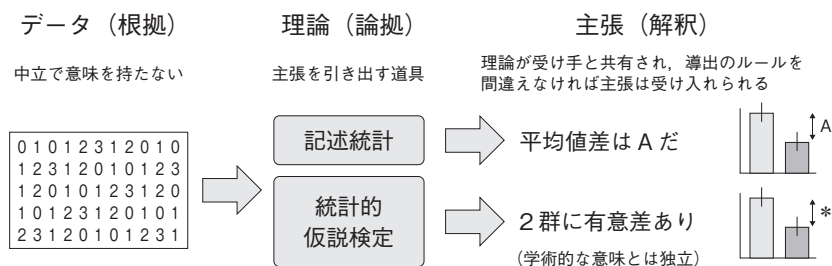 データ（根拠）
理論（論拠）
主張（解釈）
中立で意味を持たない
主張を引き出す道具
理論が受け手と共有され，導出のルールを
間違えなければ主張は受け入れられる
0 1 0 1 2 3 1 2 0 1 0
1 2 3 1 2 0 1 0 1 2 3
1 2 0 1 0 1 2 3 1 2 0
1 0 1 2 3 1 2 0 1 0 1
2 3 1 2 0 1 0 1 2 3 1
記述統計
平均値差は A だ
A
統計的
仮説検定
２群に有意差あり
（学術的な意味とは独立）
*